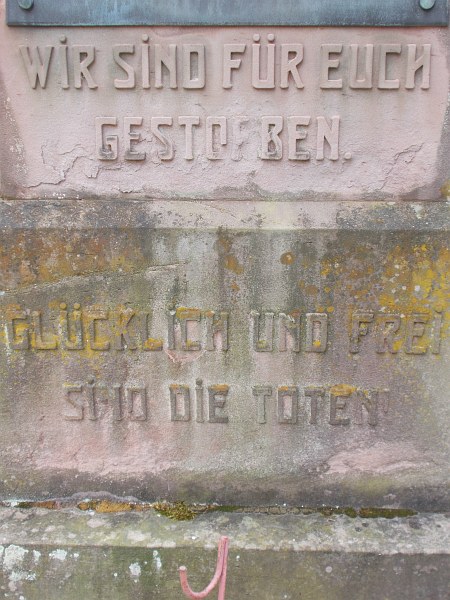 WIR SIND FÜR EUCH
GESTORBEN.
GLÜCKLICH UND FREI
SIND DIE TOTEN